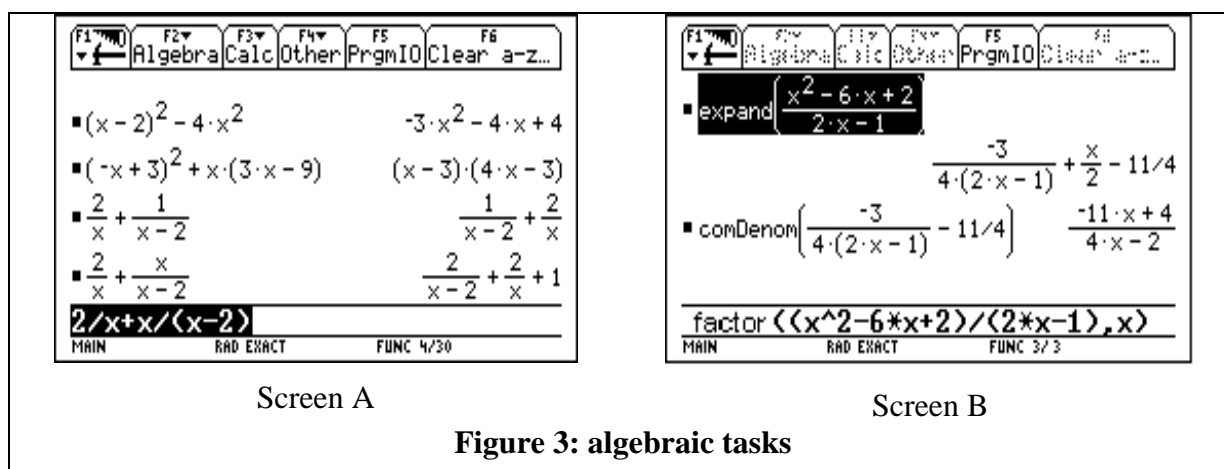 F1 F2 F3 F4 F5 F6
Algebra Calc Other PrgmIO Clear a-z…
(x − 2)² − 4·x² -3·x² − 4·x + 4
(-x + 3)² + x·(3·x − 9) (x − 3)·(4·x − 3)
2/x + 1/(x − 2) 1/(x − 2) + 2/x
2/x + x/(x − 2) 2/(x − 2) + 2/x + 1
2/x+x/(x-2)
MAIN RAD EXACT FUNC 4/30
Screen A
F1 F5
Algebra Calc Other PrgmIO Clear a-z…
expand((x² − 6·x + 2)/(2·x − 1))
-3/(4·(2·x − 1)) + x/2 − 11/4
comDenom(-3/(4·(2·x − 1)) − 11/4) (-11·x + 4)/(4·x − 2)
factor((x^2-6*x+2)/(2*x-1),x)
MAIN RAD EXACT FUNC 3/3
Screen B
Figure 3: algebraic tasks